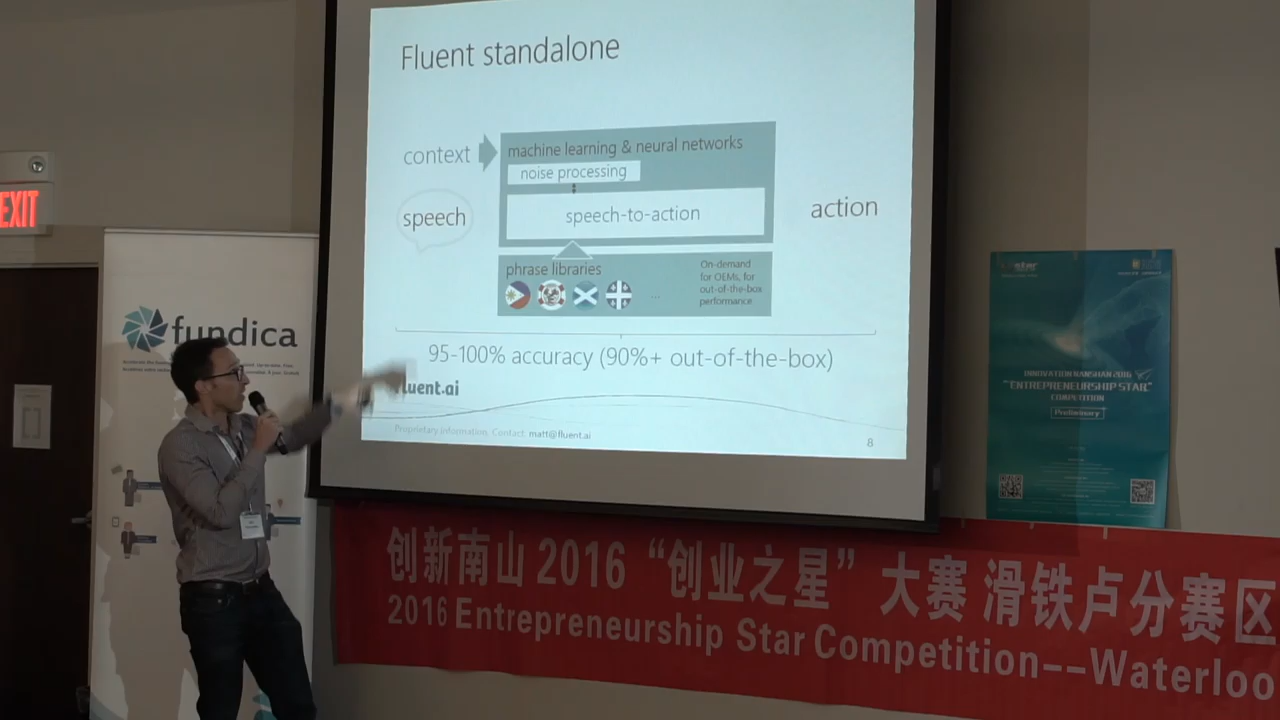 Fluent standalone
context
machine learning & neural networks
noise processing
speech
speech-to-action
action
phrase libraries
On-demand
for OEMs, for
out-of-the-box
performance
...
95-100% accuracy (90%+ out-of-the-box)
fluent.ai
Proprietary Information. Contact: matt@fluent.ai
8
EXIT
fundica
INNOVATION NANSHAN 2016
"ENTREPRENEURSHIP STAR"
COMPETITION
Preliminary
创新南山 2016 “创业之星” 大赛 滑铁卢分赛区
2016 Entrepreneurship Star Competition--Waterloo